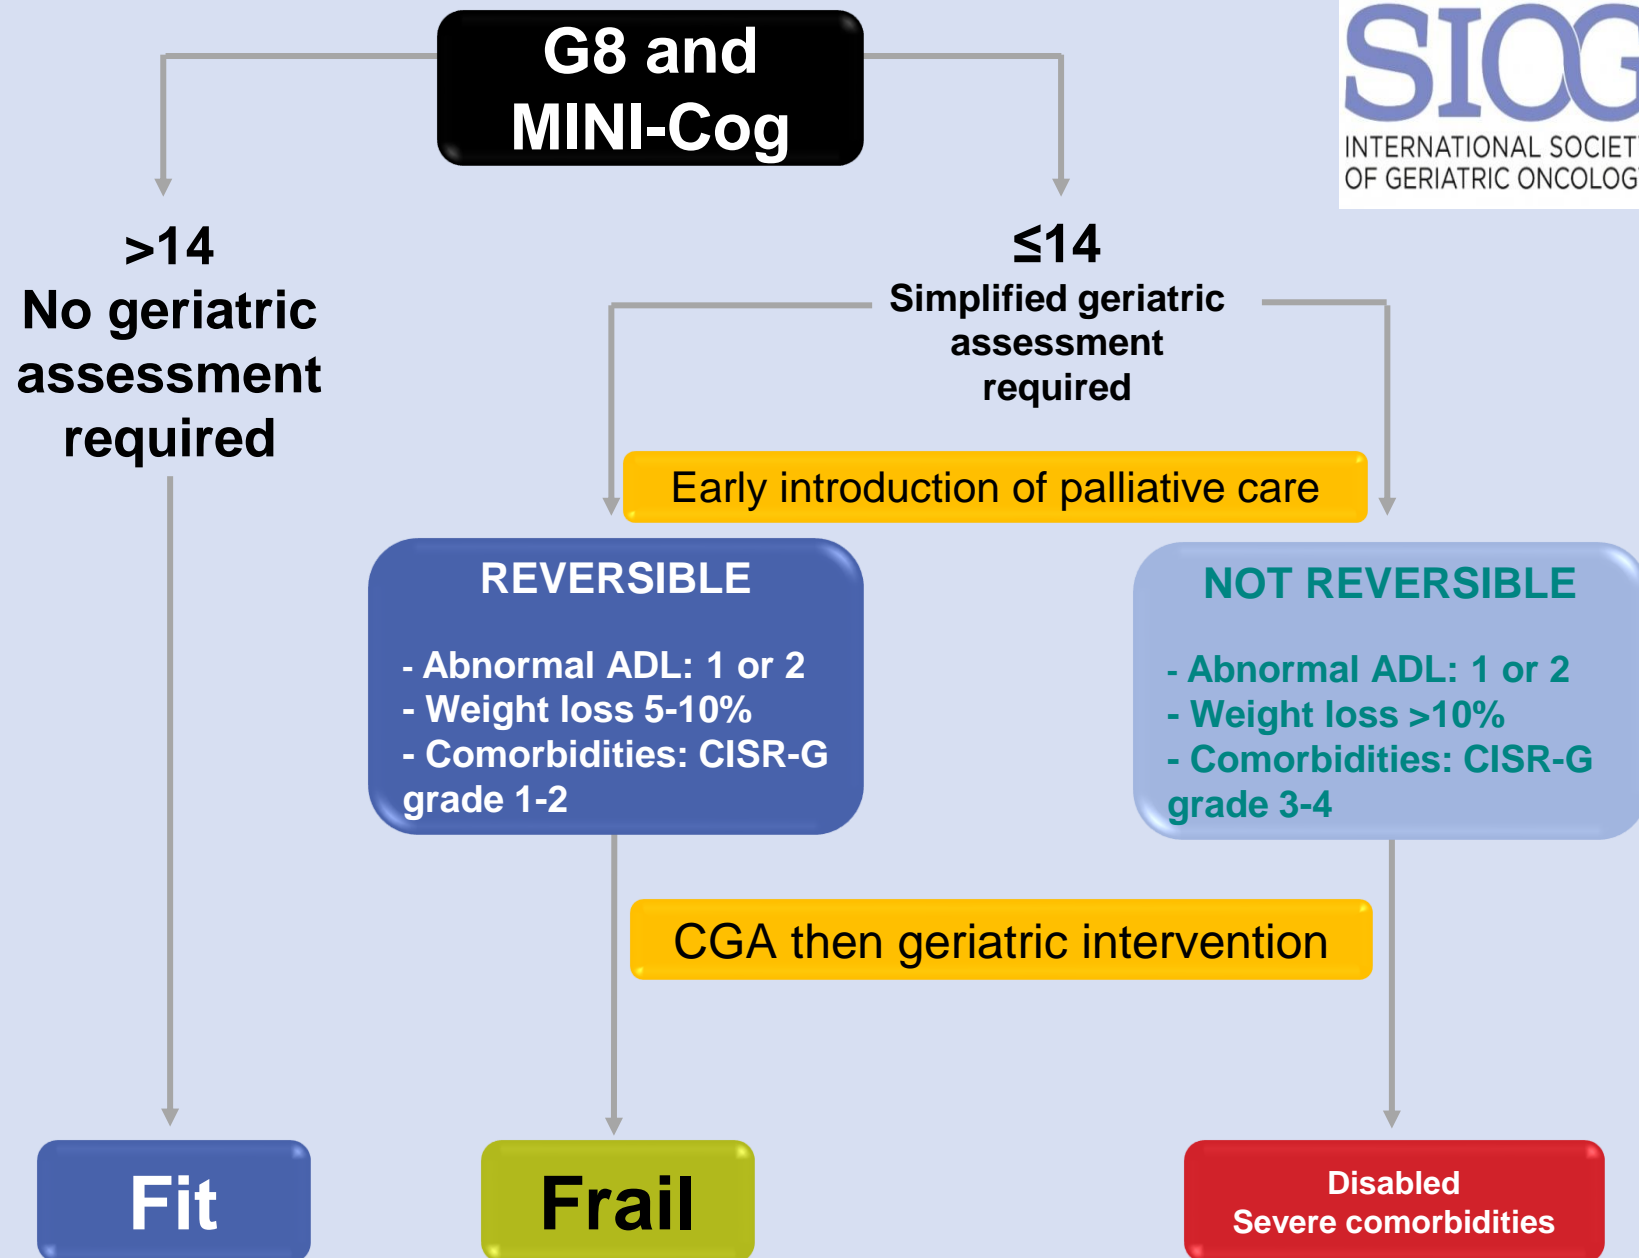 G8 and
MINI-Cog
SIOG
INTERNATIONAL SOCIET
OF GERIATRIC ONCOLOG
>14
No geriatric
assessment
required
≤14
Simplified geriatric
assessment
required
Early introduction of palliative care
REVERSIBLE
- Abnormal ADL: 1 or 2
- Weight loss 5-10%
- Comorbidities: CISR-G
grade 1-2
NOT REVERSIBLE
- Abnormal ADL: 1 or 2
- Weight loss >10%
- Comorbidities: CISR-G
grade 3-4
CGA then geriatric intervention
Fit
Frail
Disabled
Severe comorbidities